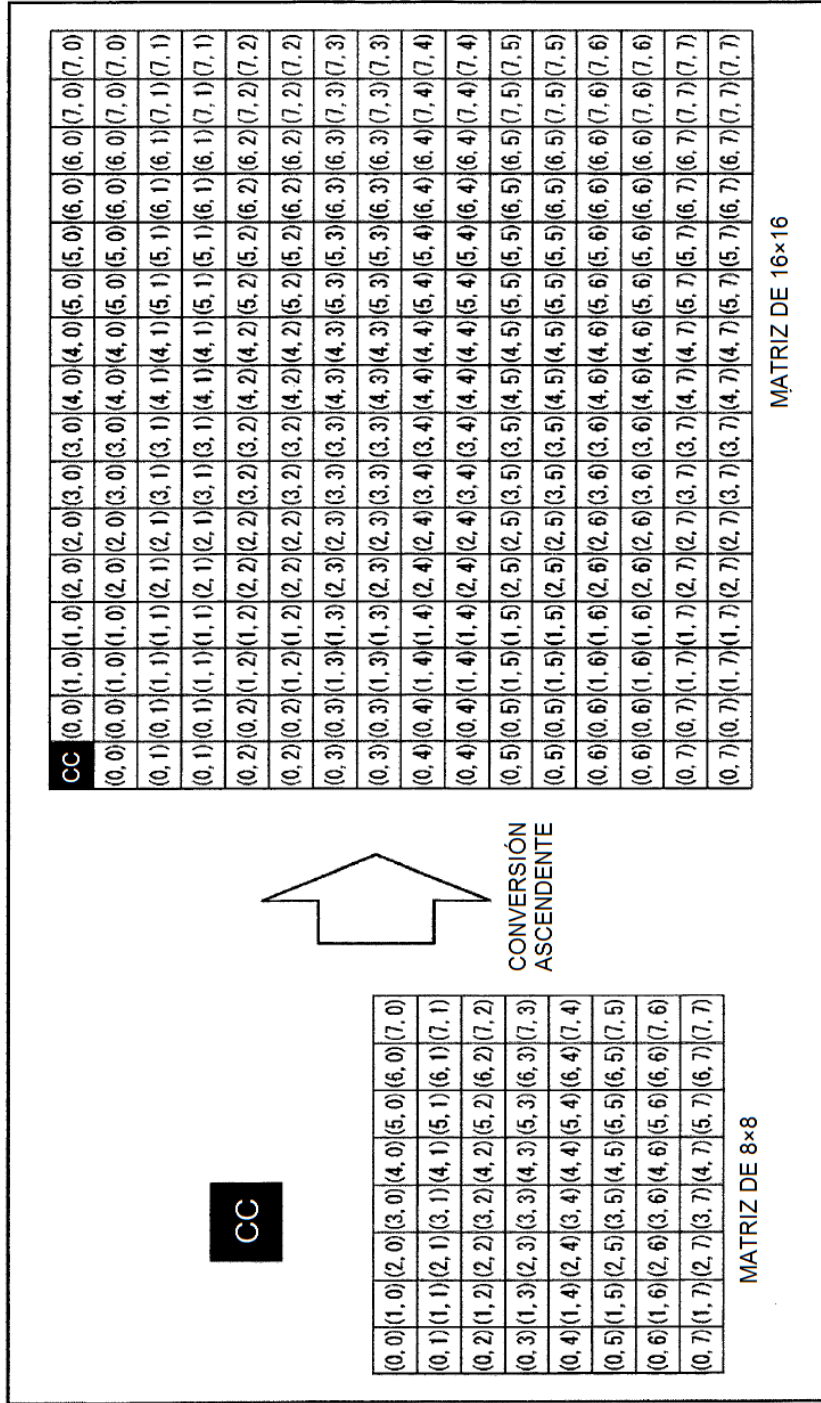 CC
(0, 0) (1, 0) (2, 0) (3, 0) (4, 0) (5, 0) (6, 0) (7, 0)
(0, 1) (1, 1) (2, 1) (3, 1) (4, 1) (5, 1) (6, 1) (7, 1)
(0, 2) (1, 2) (2, 2) (3, 2) (4, 2) (5, 2) (6, 2) (7, 2)
(0, 3) (1, 3) (2, 3) (3, 3) (4, 3) (5, 3) (6, 3) (7, 3)
(0, 4) (1, 4) (2, 4) (3, 4) (4, 4) (5, 4) (6, 4) (7, 4)
(0, 5) (1, 5) (2, 5) (3, 5) (4, 5) (5, 5) (6, 5) (7, 5)
(0, 6) (1, 6) (2, 6) (3, 6) (4, 6) (5, 6) (6, 6) (7, 6)
(0, 7) (1, 7) (2, 7) (3, 7) (4, 7) (5, 7) (6, 7) (7, 7)
MATRIZ DE 8×8
CONVERSIÓN
ASCENDENTE
CC (0, 0) (1, 0) (1, 0) (2, 0) (2, 0) (3, 0) (3, 0) (4, 0) (4, 0) (5, 0) (5, 0) (6, 0) (6, 0) (7, 0) (7, 0)
(0, 0) (0, 0) (1, 0) (1, 0) (2, 0) (2, 0) (3, 0) (3, 0) (4, 0) (4, 0) (5, 0) (5, 0) (6, 0) (6, 0) (7, 0) (7, 0)
(0, 1) (0, 1) (1, 1) (1, 1) (2, 1) (2, 1) (3, 1) (3, 1) (4, 1) (4, 1) (5, 1) (5, 1) (6, 1) (6, 1) (7, 1) (7, 1)
(0, 1) (0, 1) (1, 1) (1, 1) (2, 1) (2, 1) (3, 1) (3, 1) (4, 1) (4, 1) (5, 1) (5, 1) (6, 1) (6, 1) (7, 1) (7, 1)
(0, 2) (0, 2) (1, 2) (1, 2) (2, 2) (2, 2) (3, 2) (3, 2) (4, 2) (4, 2) (5, 2) (5, 2) (6, 2) (6, 2) (7, 2) (7, 2)
(0, 2) (0, 2) (1, 2) (1, 2) (2, 2) (2, 2) (3, 2) (3, 2) (4, 2) (4, 2) (5, 2) (5, 2) (6, 2) (6, 2) (7, 2) (7, 2)
(0, 3) (0, 3) (1, 3) (1, 3) (2, 3) (2, 3) (3, 3) (3, 3) (4, 3) (4, 3) (5, 3) (5, 3) (6, 3) (6, 3) (7, 3) (7, 3)
(0, 3) (0, 3) (1, 3) (1, 3) (2, 3) (2, 3) (3, 3) (3, 3) (4, 3) (4, 3) (5, 3) (5, 3) (6, 3) (6, 3) (7, 3) (7, 3)
(0, 4) (0, 4) (1, 4) (1, 4) (2, 4) (2, 4) (3, 4) (3, 4) (4, 4) (4, 4) (5, 4) (5, 4) (6, 4) (6, 4) (7, 4) (7, 4)
(0, 4) (0, 4) (1, 4) (1, 4) (2, 4) (2, 4) (3, 4) (3, 4) (4, 4) (4, 4) (5, 4) (5, 4) (6, 4) (6, 4) (7, 4) (7, 4)
(0, 5) (0, 5) (1, 5) (1, 5) (2, 5) (2, 5) (3, 5) (3, 5) (4, 5) (4, 5) (5, 5) (5, 5) (6, 5) (6, 5) (7, 5) (7, 5)
(0, 5) (0, 5) (1, 5) (1, 5) (2, 5) (2, 5) (3, 5) (3, 5) (4, 5) (4, 5) (5, 5) (5, 5) (6, 5) (6, 5) (7, 5) (7, 5)
(0, 6) (0, 6) (1, 6) (1, 6) (2, 6) (2, 6) (3, 6) (3, 6) (4, 6) (4, 6) (5, 6) (5, 6) (6, 6) (6, 6) (7, 6) (7, 6)
(0, 6) (0, 6) (1, 6) (1, 6) (2, 6) (2, 6) (3, 6) (3, 6) (4, 6) (4, 6) (5, 6) (5, 6) (6, 6) (6, 6) (7, 6) (7, 6)
(0, 7) (0, 7) (1, 7) (1, 7) (2, 7) (2, 7) (3, 7) (3, 7) (4, 7) (4, 7) (5, 7) (5, 7) (6, 7) (6, 7) (7, 7) (7, 7)
(0, 7) (0, 7) (1, 7) (1, 7) (2, 7) (2, 7) (3, 7) (3, 7) (4, 7) (4, 7) (5, 7) (5, 7) (6, 7) (6, 7) (7, 7) (7, 7)
MATRIZ DE 16×16